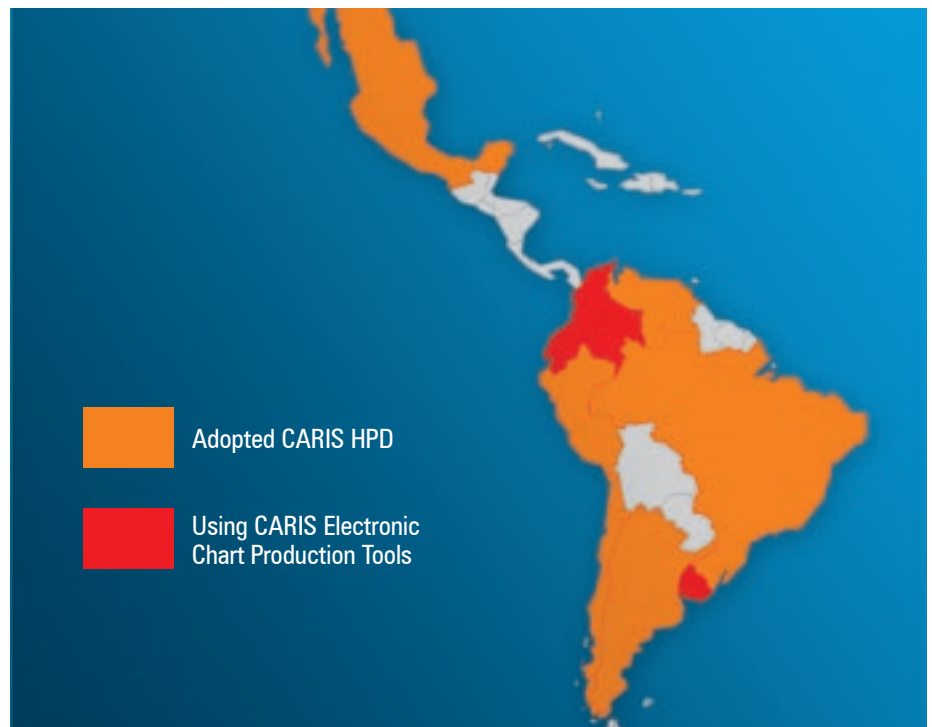 Adopted CARIS HPD
Using CARIS Electronic
Chart Production Tools